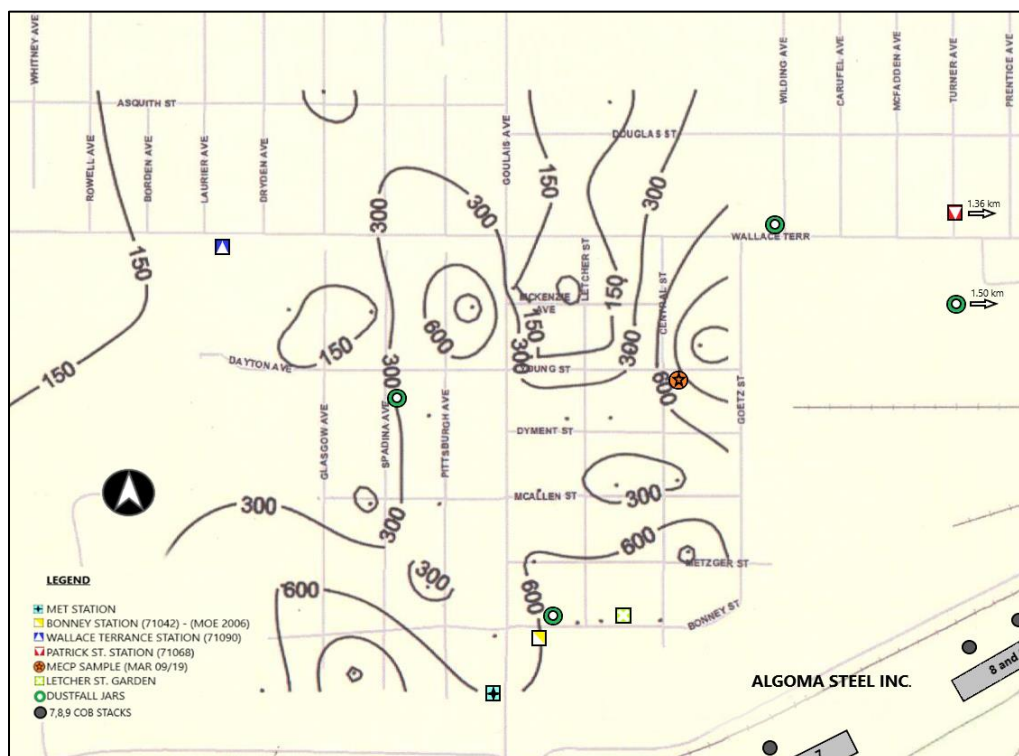 WHITNEY AVE
ROWELL AVE
BORDEN AVE
LAURIER AVE
DRYDEN AVE
ASQUITH ST
GOULAIS AVE
DOUGLAS ST
WILDING AVE
CARUFEL AVE
MCFADDEN AVE
TURNER AVE
PRENTICE AVE
150
300
300
150
300
1.36 km
WALLACE TERR
150
LETCHER ST
1.50 km
150
MCKENZIE AVE
CENTRAL ST
600
150
150
300
300
DAYTON AVE
150
300
YOUNG ST
600
GOETZ ST
GLASGOW AVE
SPADINA AVE
PITTSBURGH AVE
DYMENT ST
300
MCALLEN ST
300
300
600
METZGER ST
300
600
600
BONNEY ST
LEGEND
MET STATION
BONNEY STATION (71042) - (MOE 2006)
WALLACE TERRANCE STATION (71090)
PATRICK ST. STATION (71068)
MECP SAMPLE (MAR 09/19)
LETCHER ST. GARDEN
DUSTFALL JARS
7,8,9 COB STACKS
ALGOMA STEEL INC.
8 and
7